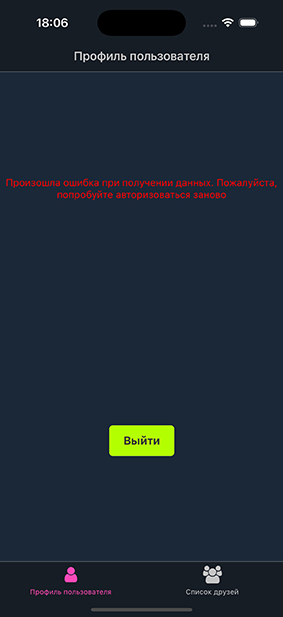 18:06
Профиль пользователя
Произошла ошибка при получении данных. Пожалуйста,
попробуйте авторизоваться заново
Выйти
Профиль пользователя
Список друзей